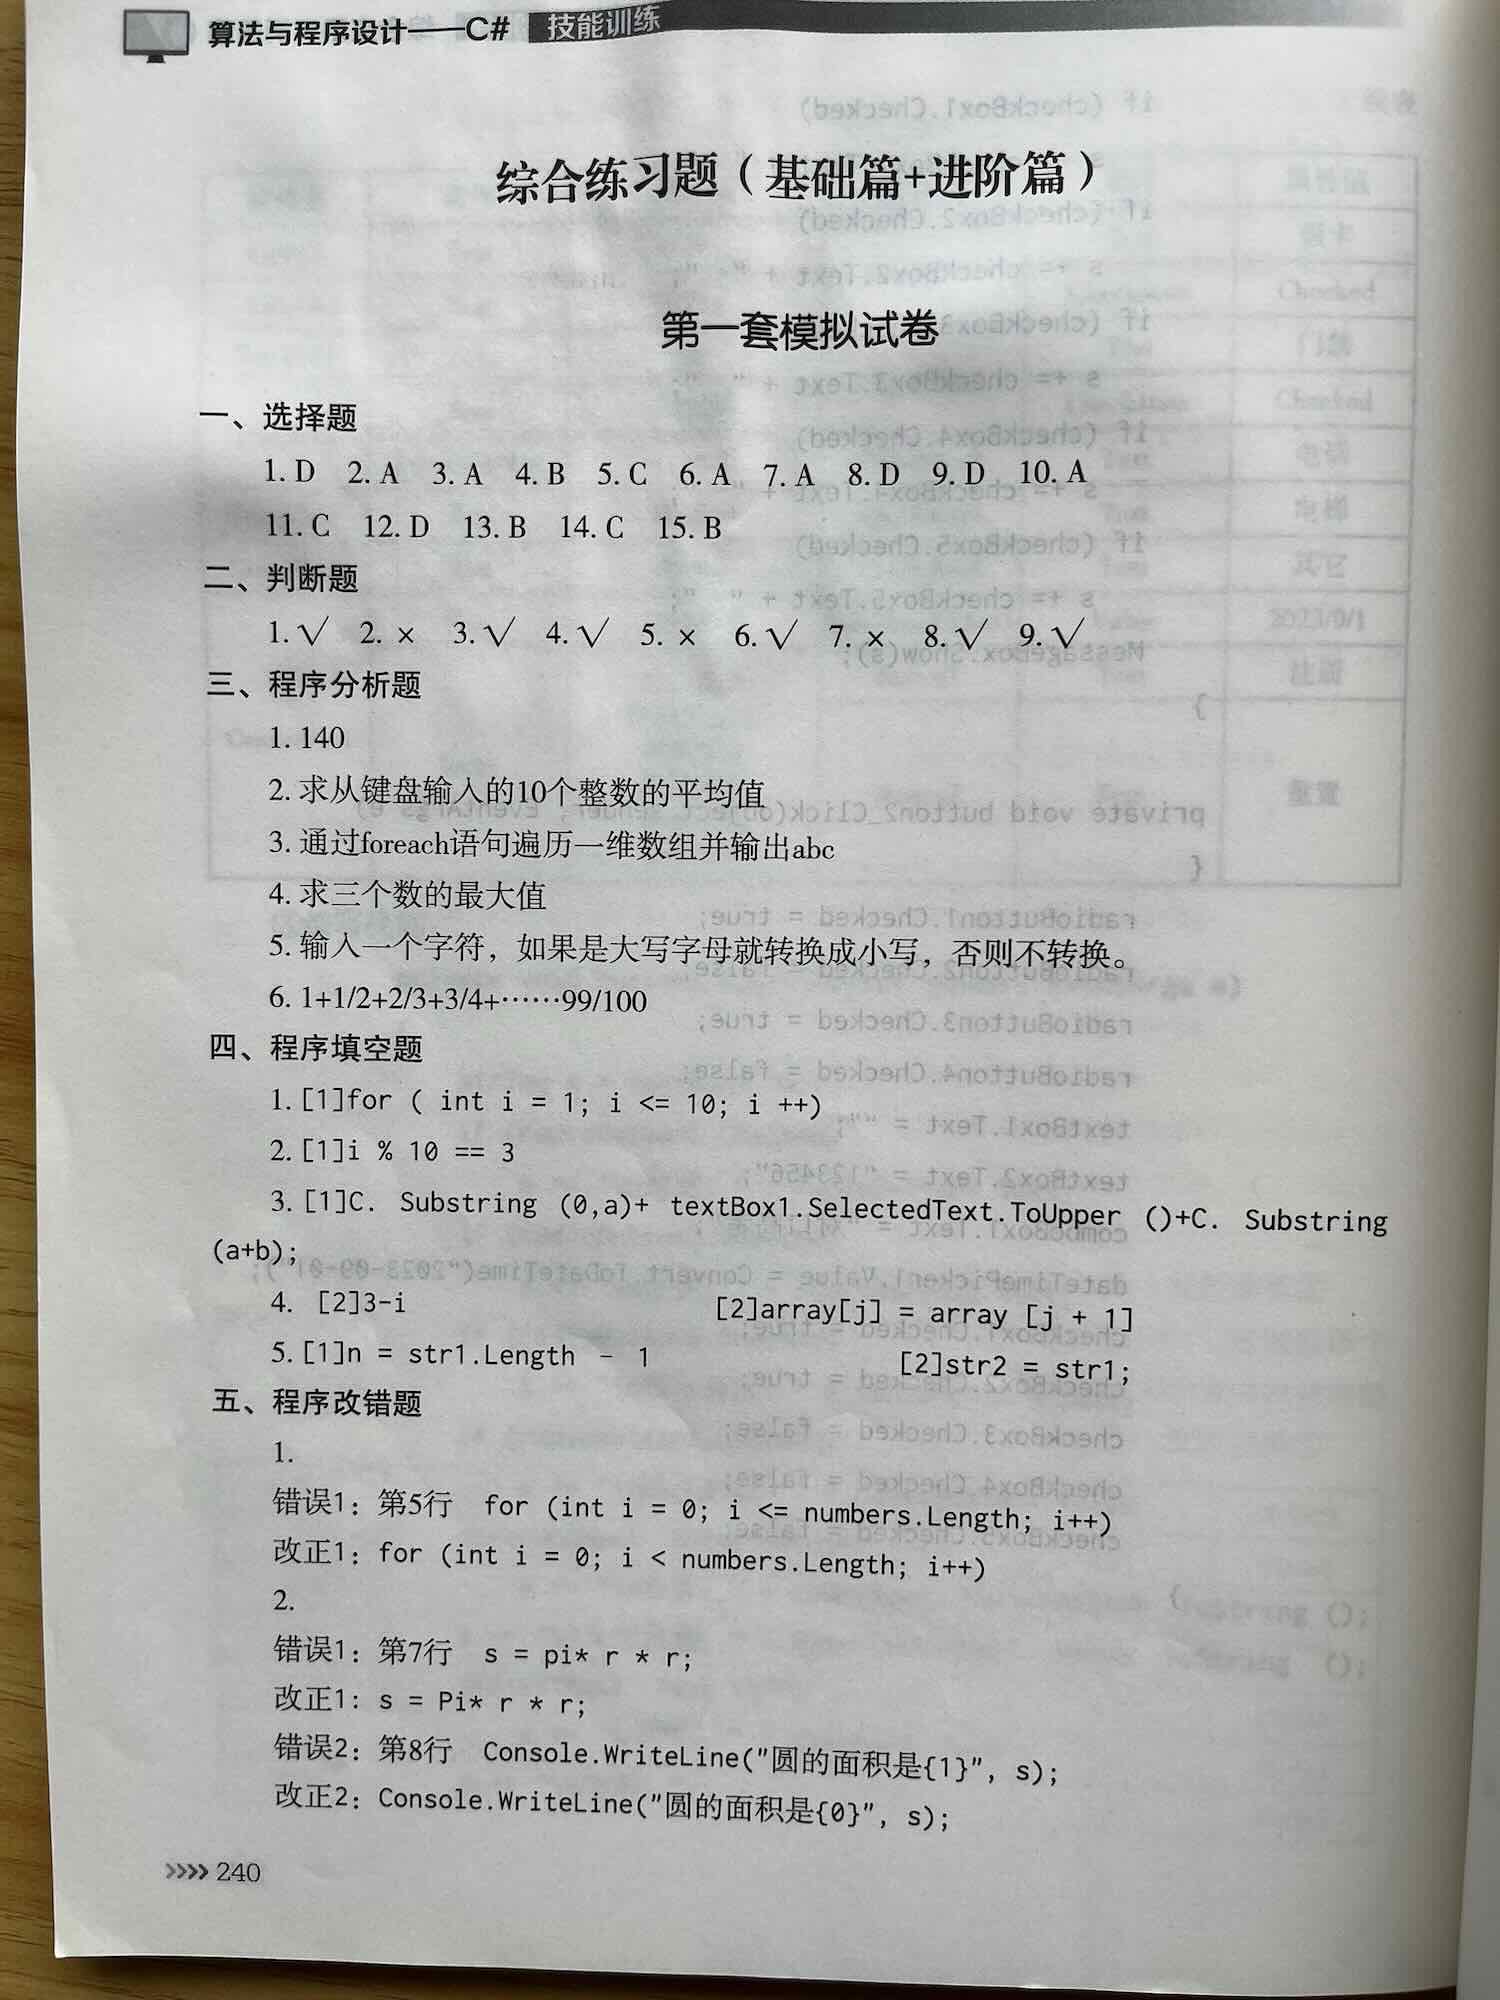 算法与程序设计——C# 技能训练
综合练习题（基础篇+进阶篇）
第一套模拟试卷
一、选择题
1. D 2. A 3. A 4. B 5. C 6. A 7. A 8. D 9. D 10. A
11. C 12. D 13. B 14. C 15. B
二、判断题
1. √ 2. × 3. √ 4. √ 5. × 6. √ 7. × 8. √ 9. √
三、程序分析题
1. 140
2. 求从键盘输入的10个整数的平均值
3. 通过foreach语句遍历一维数组并输出abc
4. 求三个数的最大值
5. 输入一个字符，如果是大写字母就转换成小写，否则不转换。
6. 1+1/2+2/3+3/4+……99/100
四、程序填空题
1. [1]for ( int i = 1; i <= 10; i ++)
2. [1]i % 10 == 3
3. [1]C. Substring (0,a)+ textBox1.SelectedText.ToUpper ()+C. Substring
(a+b);
4. [2]3-i [2]array[j] = array [j + 1]
5. [1]n = str1.Length - 1 [2]str2 = str1;
五、程序改错题
1.
错误1：第5行 for (int i = 0; i <= numbers.Length; i++)
改正1：for (int i = 0; i < numbers.Length; i++)
2.
错误1：第7行 s = pi* r * r;
改正1：s = Pi* r * r;
错误2：第8行 Console.WriteLine("圆的面积是{1}", s);
改正2：Console.WriteLine("圆的面积是{0}", s);
>>>> 240